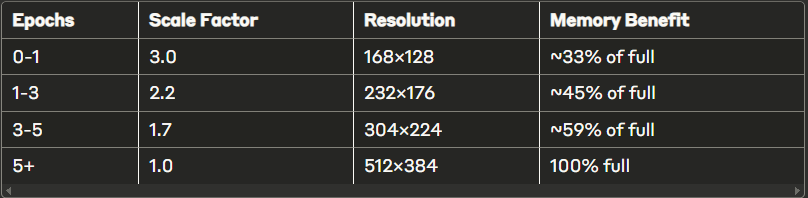 Epochs Scale Factor Resolution Memory Benefit
0-1 3.0 168×128 ~33% of full
1-3 2.2 232×176 ~45% of full
3-5 1.7 304×224 ~59% of full
5+ 1.0 512×384 100% full